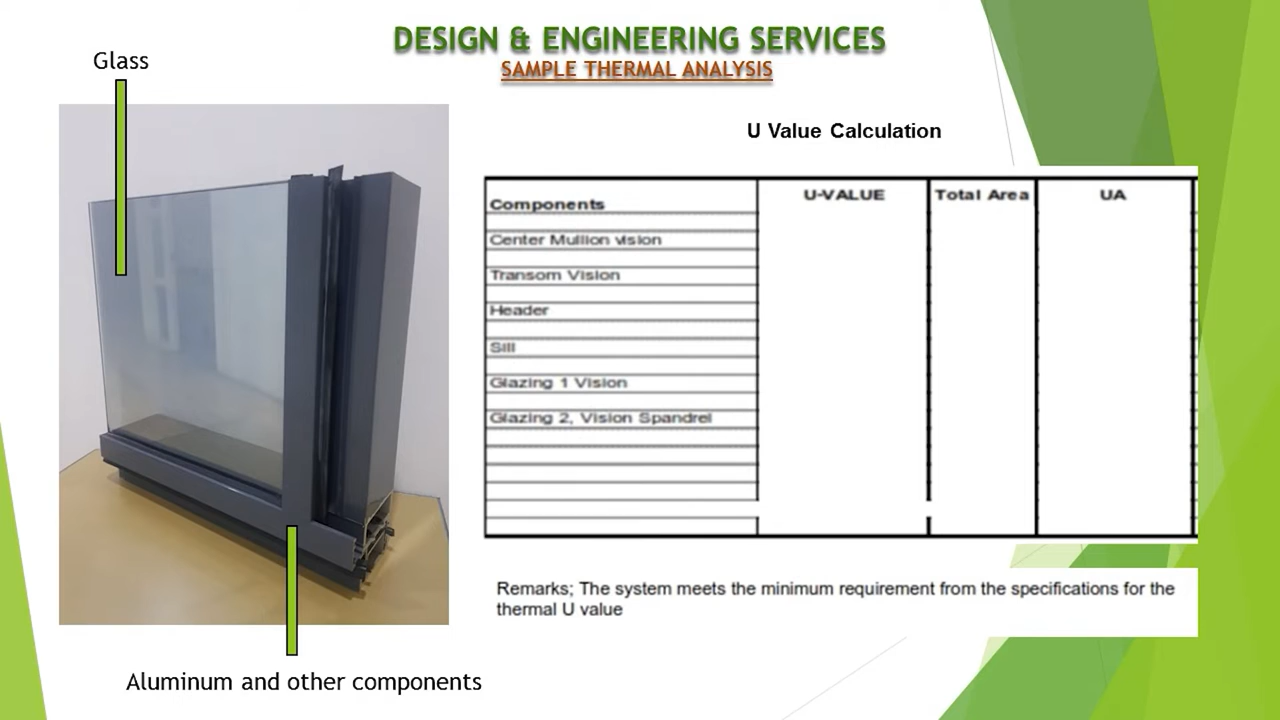 DESIGN & ENGINEERING SERVICES
SAMPLE THERMAL ANALYSIS
Glass
U Value Calculation
Components U-VALUE Total Area UA
Center Mullion vision
Transom Vision
Header
Sill
Glazing 1 Vision
Glazing 2, Vision Spandrel
Remarks; The system meets the minimum requirement from the specifications for the
thermal U value
Aluminum and other components